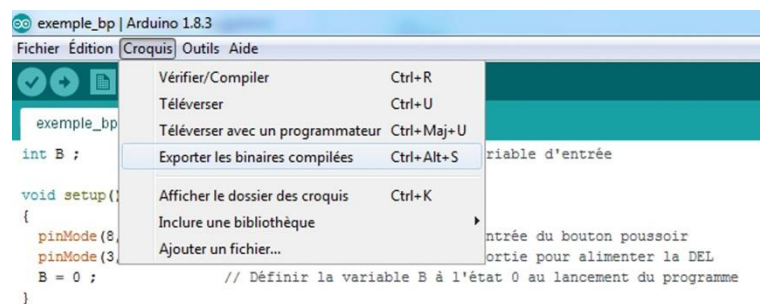 exemple_bp | Arduino 1.8.3
Fichier Édition Croquis Outils Aide
Vérifier/Compiler Ctrl+R
Téléverser Ctrl+U
exemple_bp
Téléverser avec un programmateur Ctrl+Maj+U
int B ; Exporter les binaires compilées Ctrl+Alt+S riable d'entrée
void setup() Afficher le dossier des croquis Ctrl+K
{ Inclure une bibliothèque
pinMode(8, ntrée du bouton poussoir
Ajouter un fichier...
pinMode(3, ortie pour alimenter la DEL
B = 0 ; // Définir la variable B à l'état 0 au lancement du programme
}